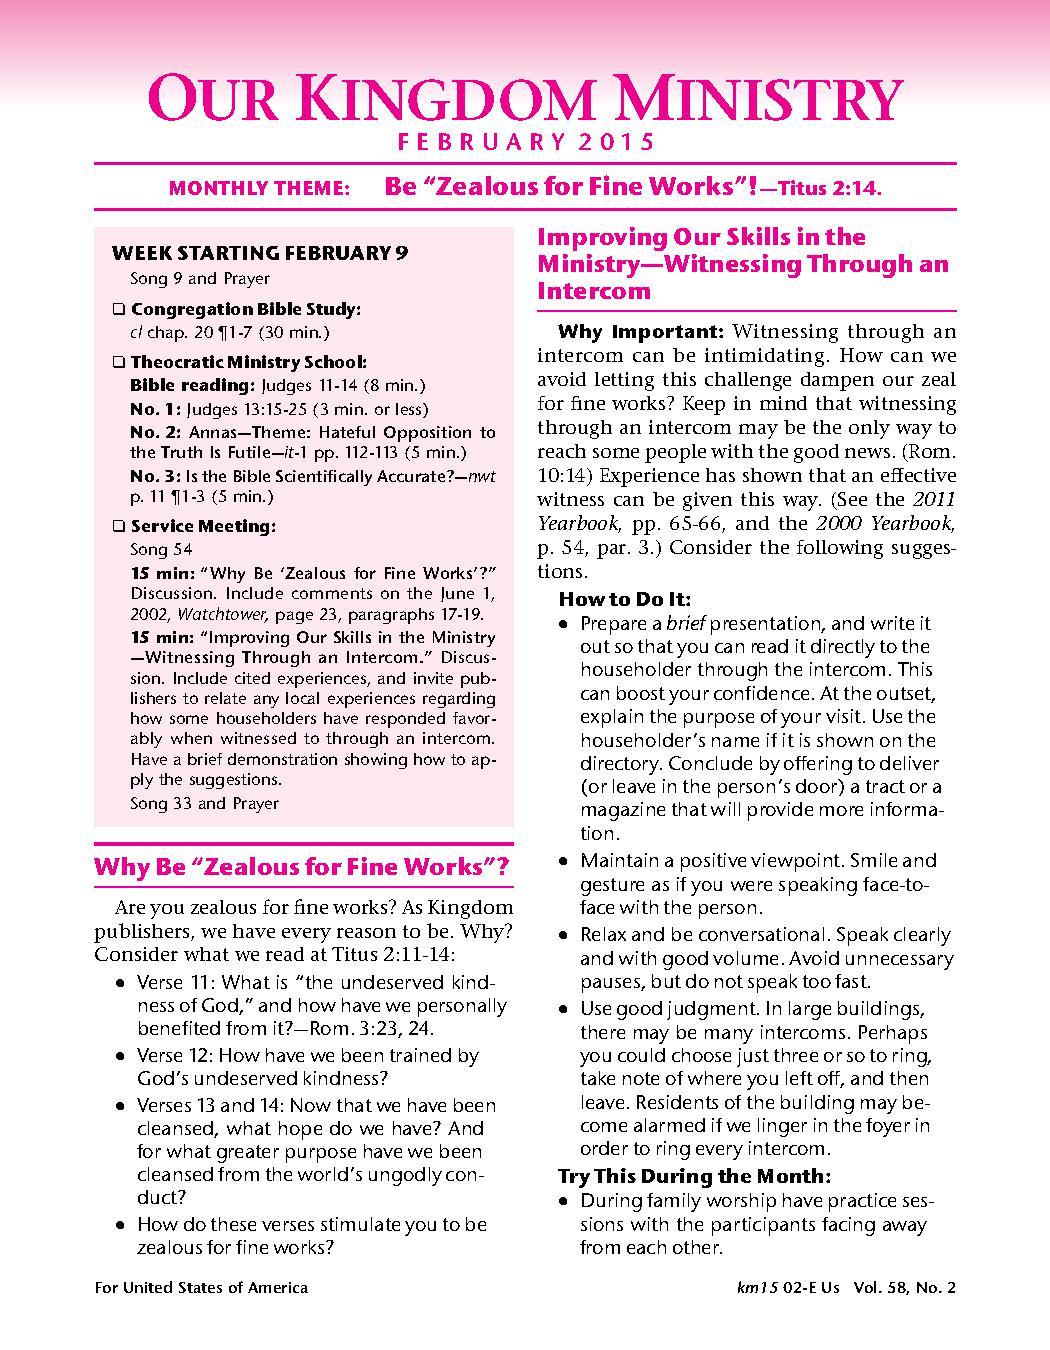 OUR KINGDOM MINISTRY
FEBRUARY 2015
MONTHLY THEME: Be “Zealous for Fine Works”!—Titus 2:14.
WEEK STARTING FEBRUARY 9
Song 9 and Prayer
❑ Congregation Bible Study:
cl chap. 20 ¶1-7 (30 min.)
❑ Theocratic Ministry School:
Bible reading: Judges 11-14 (8 min.)
No. 1: Judges 13:15-25 (3 min. or less)
No. 2: Annas—Theme: Hateful Opposition to
the Truth Is Futile—it-1 pp. 112-113 (5 min.)
No. 3: Is the Bible Scientifically Accurate?—nwt
p. 11 ¶1-3 (5 min.)
❑ Service Meeting:
Song 54
15 min: “Why Be ‘Zealous for Fine Works’?”
Discussion. Include comments on the June 1,
2002, Watchtower, page 23, paragraphs 17-19.
15 min: “Improving Our Skills in the Ministry
—Witnessing Through an Intercom.” Discus-
sion. Include cited experiences, and invite pub-
lishers to relate any local experiences regarding
how some householders have responded favor-
ably when witnessed to through an intercom.
Have a brief demonstration showing how to ap-
ply the suggestions.
Song 33 and Prayer
Why Be “Zealous for Fine Works”?
Are you zealous for fine works? As Kingdom
publishers, we have every reason to be. Why?
Consider what we read at Titus 2:11-14:
● Verse 11: What is “the undeserved kind-
ness of God,” and how have we personally
benefited from it?—Rom. 3:23, 24.
● Verse 12: How have we been trained by
God’s undeserved kindness?
● Verses 13 and 14: Now that we have been
cleansed, what hope do we have? And
for what greater purpose have we been
cleansed from the world’s ungodly con-
duct?
● How do these verses stimulate you to be
zealous for fine works?
Improving Our Skills in the
Ministry—Witnessing Through an
Intercom
Why Important: Witnessing through an
intercom can be intimidating. How can we
avoid letting this challenge dampen our zeal
for fine works? Keep in mind that witnessing
through an intercom may be the only way to
reach some people with the good news. (Rom.
10:14) Experience has shown that an effective
witness can be given this way. (See the 2011
Yearbook, pp. 65-66, and the 2000 Yearbook,
p. 54, par. 3.) Consider the following sugges-
tions.
How to Do It:
● Prepare a brief presentation, and write it
out so that you can read it directly to the
householder through the intercom. This
can boost your confidence. At the outset,
explain the purpose of your visit. Use the
householder’s name if it is shown on the
directory. Conclude by offering to deliver
(or leave in the person’s door) a tract or a
magazine that will provide more informa-
tion.
● Maintain a positive viewpoint. Smile and
gesture as if you were speaking face-to-
face with the person.
● Relax and be conversational. Speak clearly
and with good volume. Avoid unnecessary
pauses, but do not speak too fast.
● Use good judgment. In large buildings,
there may be many intercoms. Perhaps
you could choose just three or so to ring,
take note of where you left off, and then
leave. Residents of the building may be-
come alarmed if we linger in the foyer in
order to ring every intercom.
Try This During the Month:
● During family worship have practice ses-
sions with the participants facing away
from each other.
For United States of America
km15 02-E Us Vol. 58, No. 2